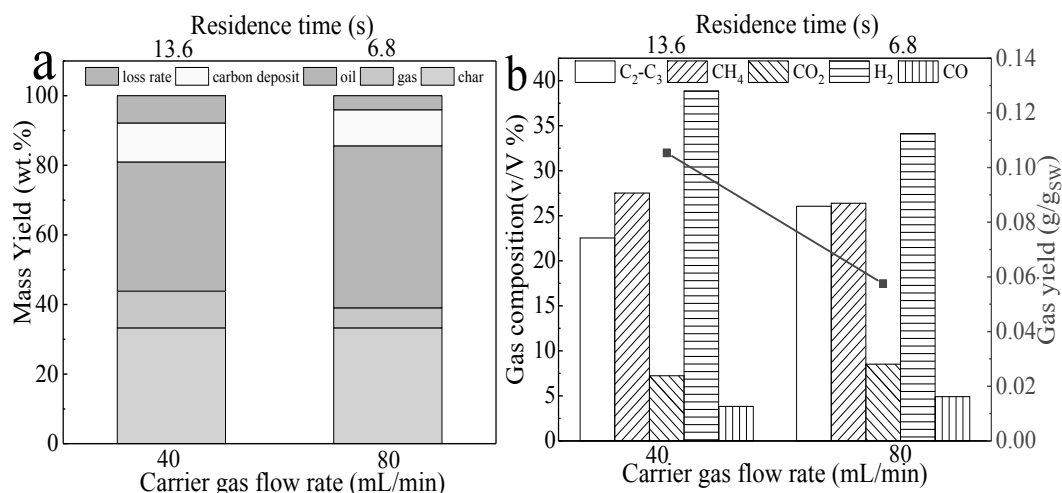 Residence time (s)
13.6 6.8
a
loss rate carbon deposit oil gas char
Mass Yield (wt.%)
100
80
60
40
20
0
40 80
Carrier gas flow rate (mL/min)
Residence time (s)
13.6 6.8
b
C₂-C₃ CH₄ CO₂ H₂ CO
Gas composition(v/V %)
40
35
30
25
20
15
10
5
0
0.14
0.12
0.10
0.08
0.06
0.04
0.02
0.00
Gas yield (g/gsw)
40 80
Carrier gas flow rate (mL/min)